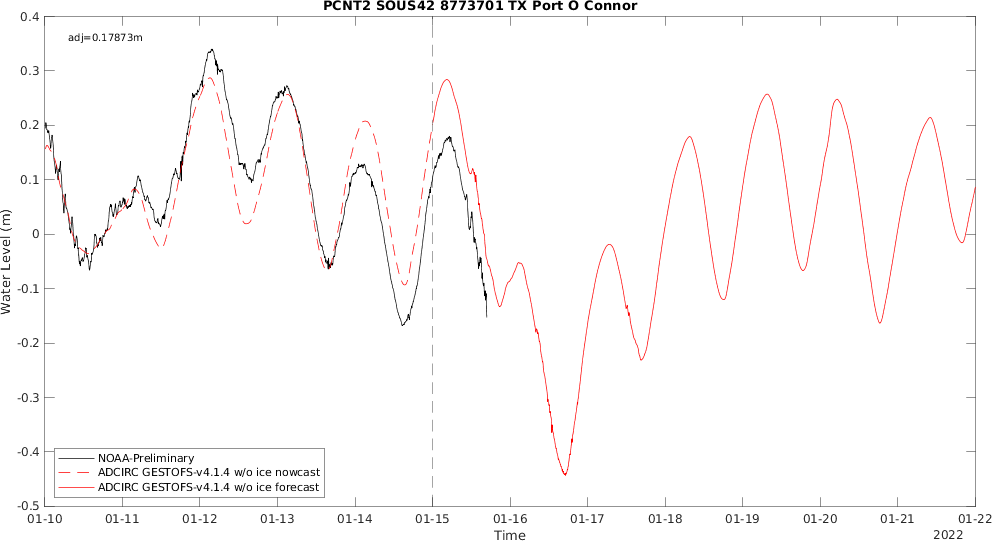 PCNT2 SOUS42 8773701 TX Port O Connor
adj=0.17873m
0.4
0.3
0.2
0.1
0
-0.1
-0.2
-0.3
-0.4
-0.5
Water Level (m)
NOAA-Preliminary
ADCIRC GESTOFS-v4.1.4 w/o ice nowcast
ADCIRC GESTOFS-v4.1.4 w/o ice forecast
01-10 01-11 01-12 01-13 01-14 01-15 01-16 01-17 01-18 01-19 01-20 01-21 01-22
Time
2022